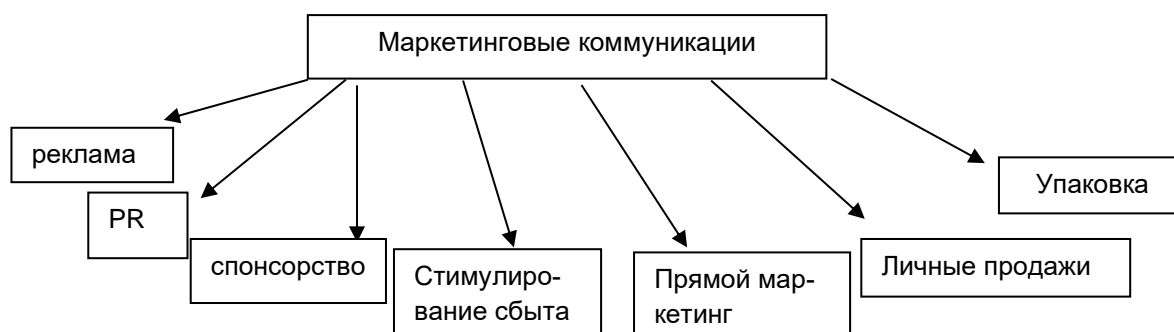 Маркетинговые коммуникации
реклама
PR
спонсорство
Стимулиро-
вание сбыта
Прямой мар-
кетинг
Личные продажи
Упаковка